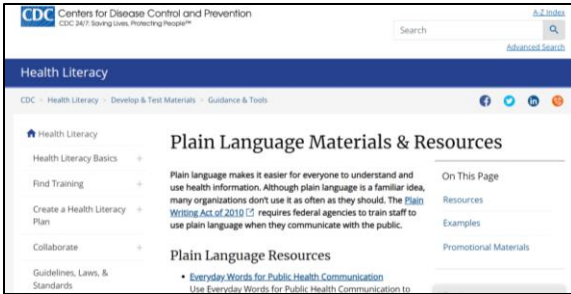 CDC Centers for Disease Control and Prevention
CDC 24/7: Saving Lives, Protecting People™
A-Z Index
Search
Advanced Search
Health Literacy
CDC > Health Literacy > Develop & Test Materials > Guidance & Tools
Health Literacy
Health Literacy Basics +
Find Training +
Create a Health Literacy +
Plan
Collaborate +
Guidelines, Laws, &
Standards
Plain Language Materials & Resources
Plain language makes it easier for everyone to understand and
use health information. Although plain language is a familiar idea,
many organizations don't use it as often as they should. The Plain
Writing Act of 2010 requires federal agencies to train staff to
use plain language when they communicate with the public.
Plain Language Resources
• Everyday Words for Public Health Communication
Use Everyday Words for Public Health Communication to
On This Page
Resources
Examples
Promotional Materials